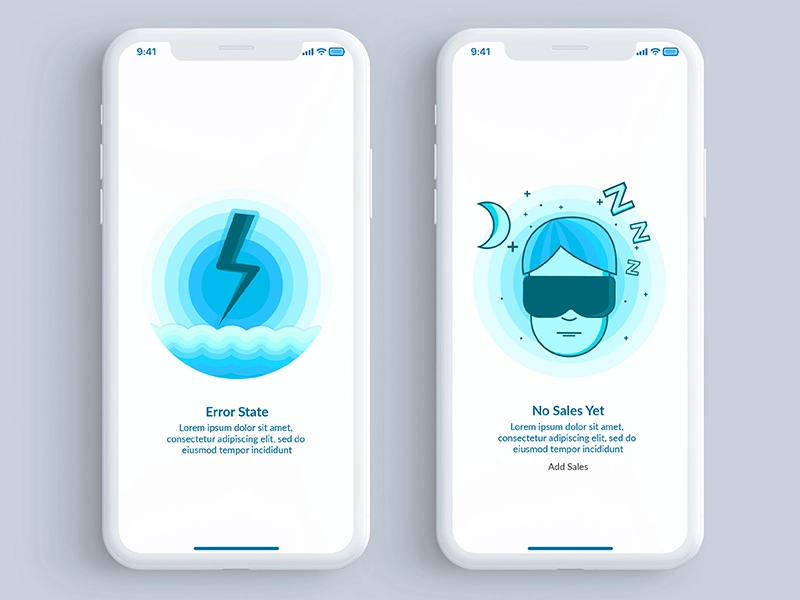 9:41
Error State
Lorem ipsum dolor sit amet,
consectetur adipiscing elit, sed do
eiusmod tempor incididunt
9:41
Z
Z
Z
No Sales Yet
Lorem ipsum dolor sit amet,
consectetur adipiscing elit, sed do
eiusmod tempor incididunt
Add Sales